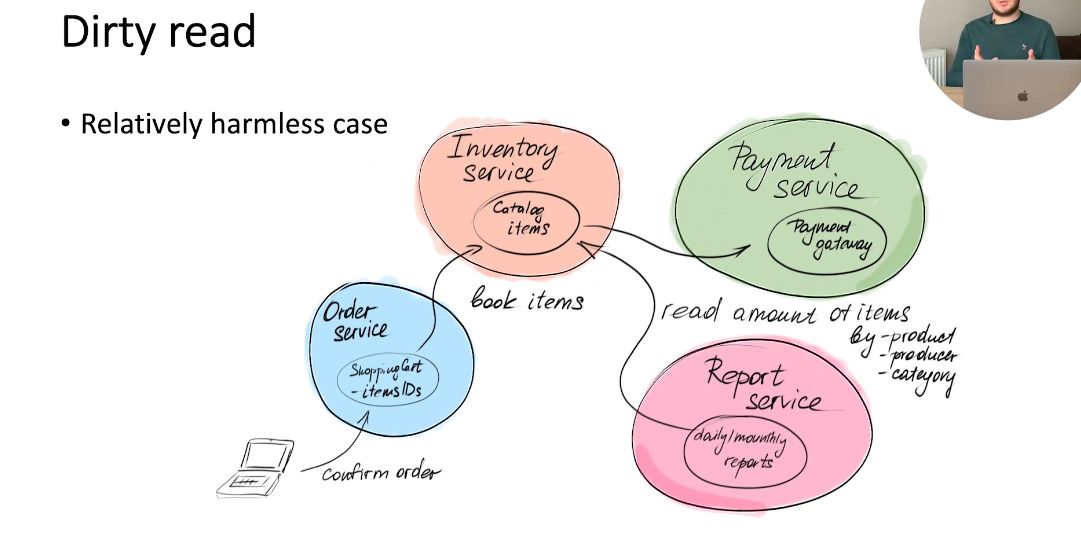 Dirty read
• Relatively harmless case
Inventory
service
Catalog
items
Payment
service
Payment
gateway
book items
Order
service
ShoppingCart
- itemsIDs
confirm order
read amount of items
by - product
- producer
- category
Report
service
daily/mounthly
reports